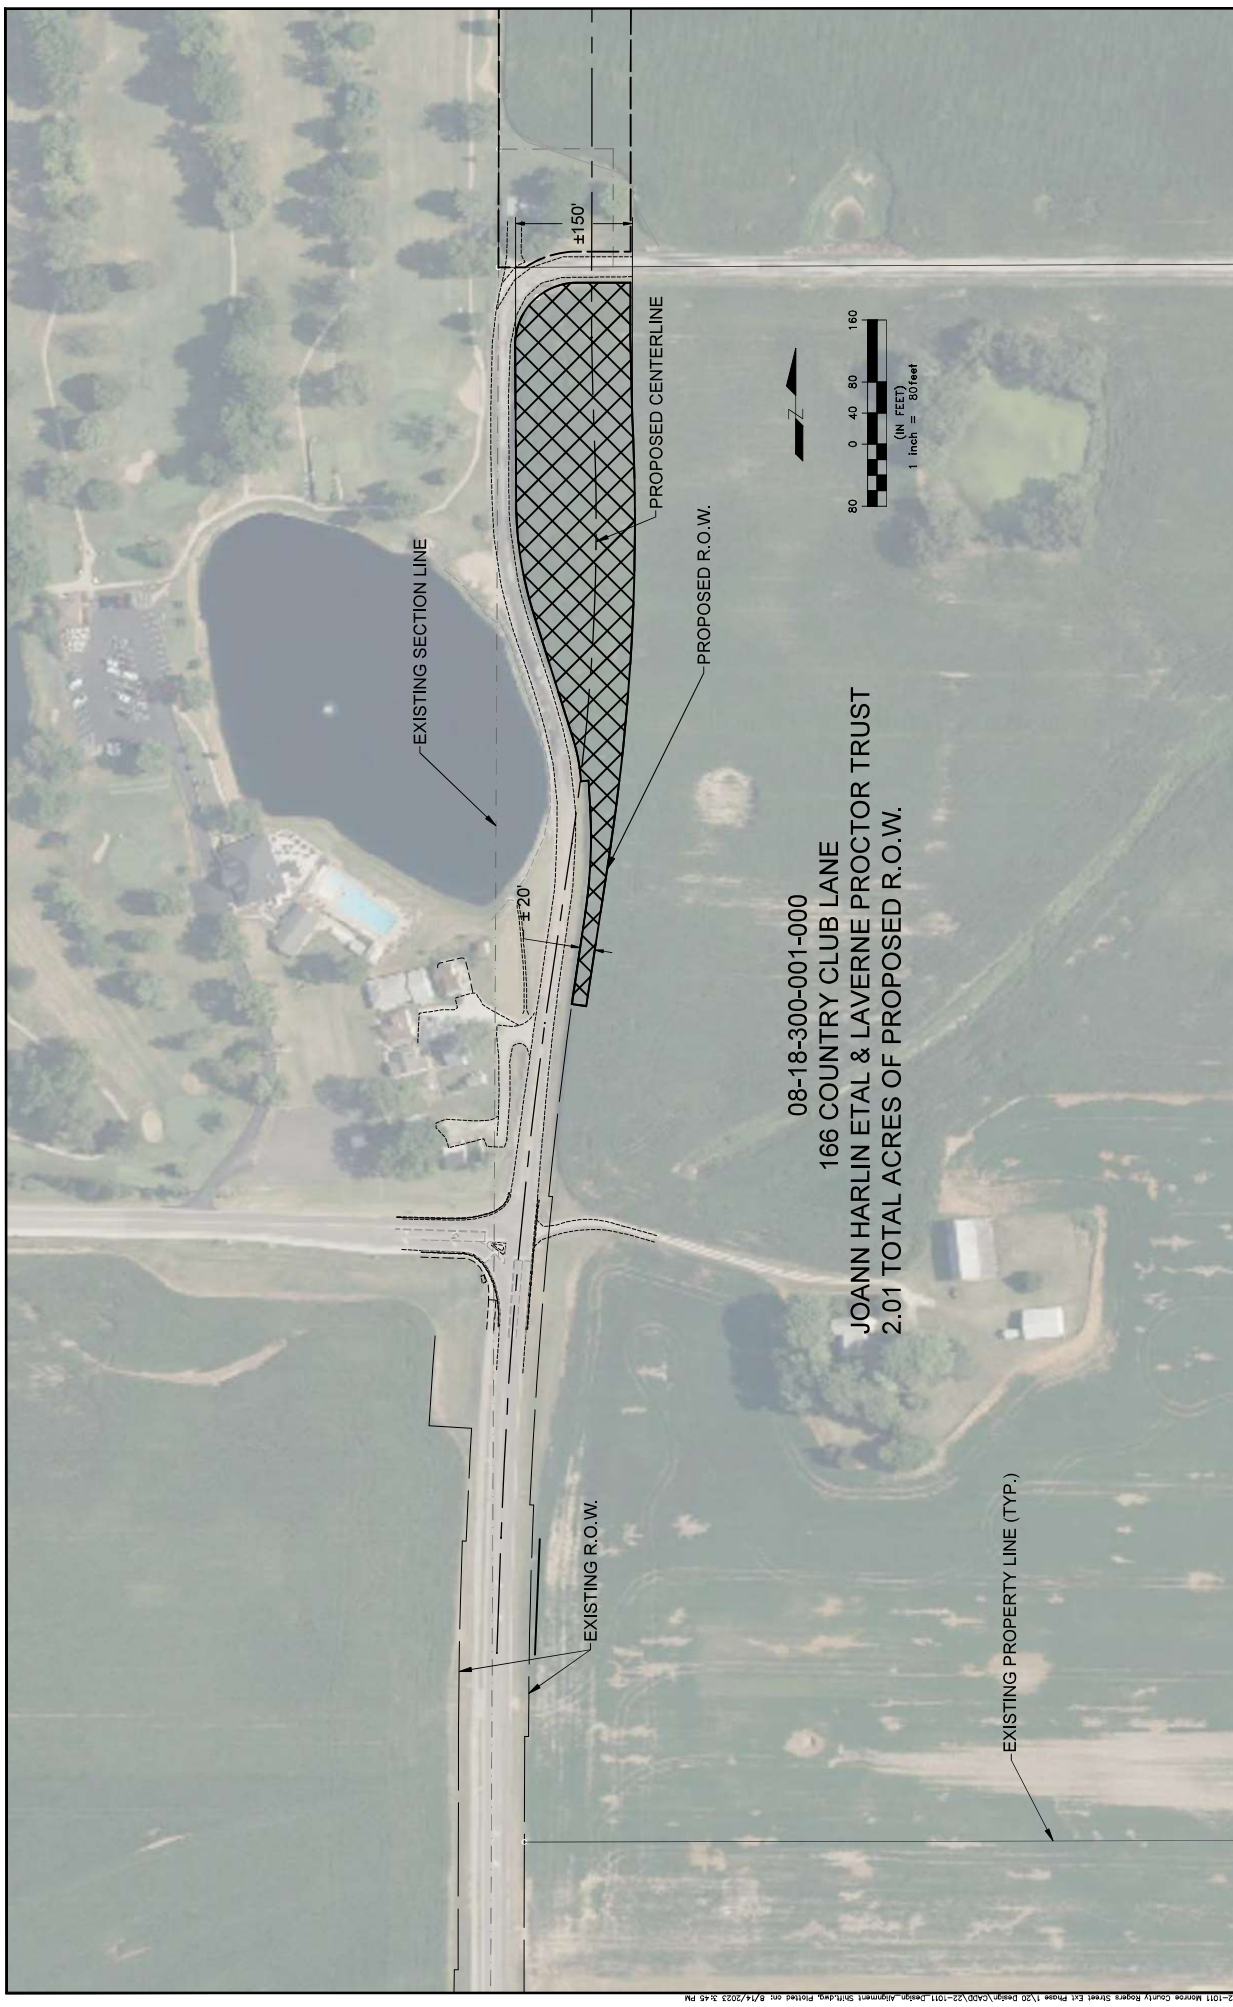 ±150'
PROPOSED CENTERLINE
EXISTING SECTION LINE
PROPOSED R.O.W.
N
80 0 40 80 160
(IN FEET)
1 inch = 80feet
±20'
08-18-300-001-000
166 COUNTRY CLUB LANE
JOANN HARLIN ETAL & LAVERNE PROCTOR TRUST
2.01 TOTAL ACRES OF PROPOSED R.O.W.
EXISTING R.O.W.
EXISTING PROPERTY LINE (TYP.)
2-1011 Monroe County Rogers Street Ext Phase 1\20 Design\CADD\22-1011_Design_Alignment Shift.dwg, Plotted on: 8/14/2023 3:45 PM